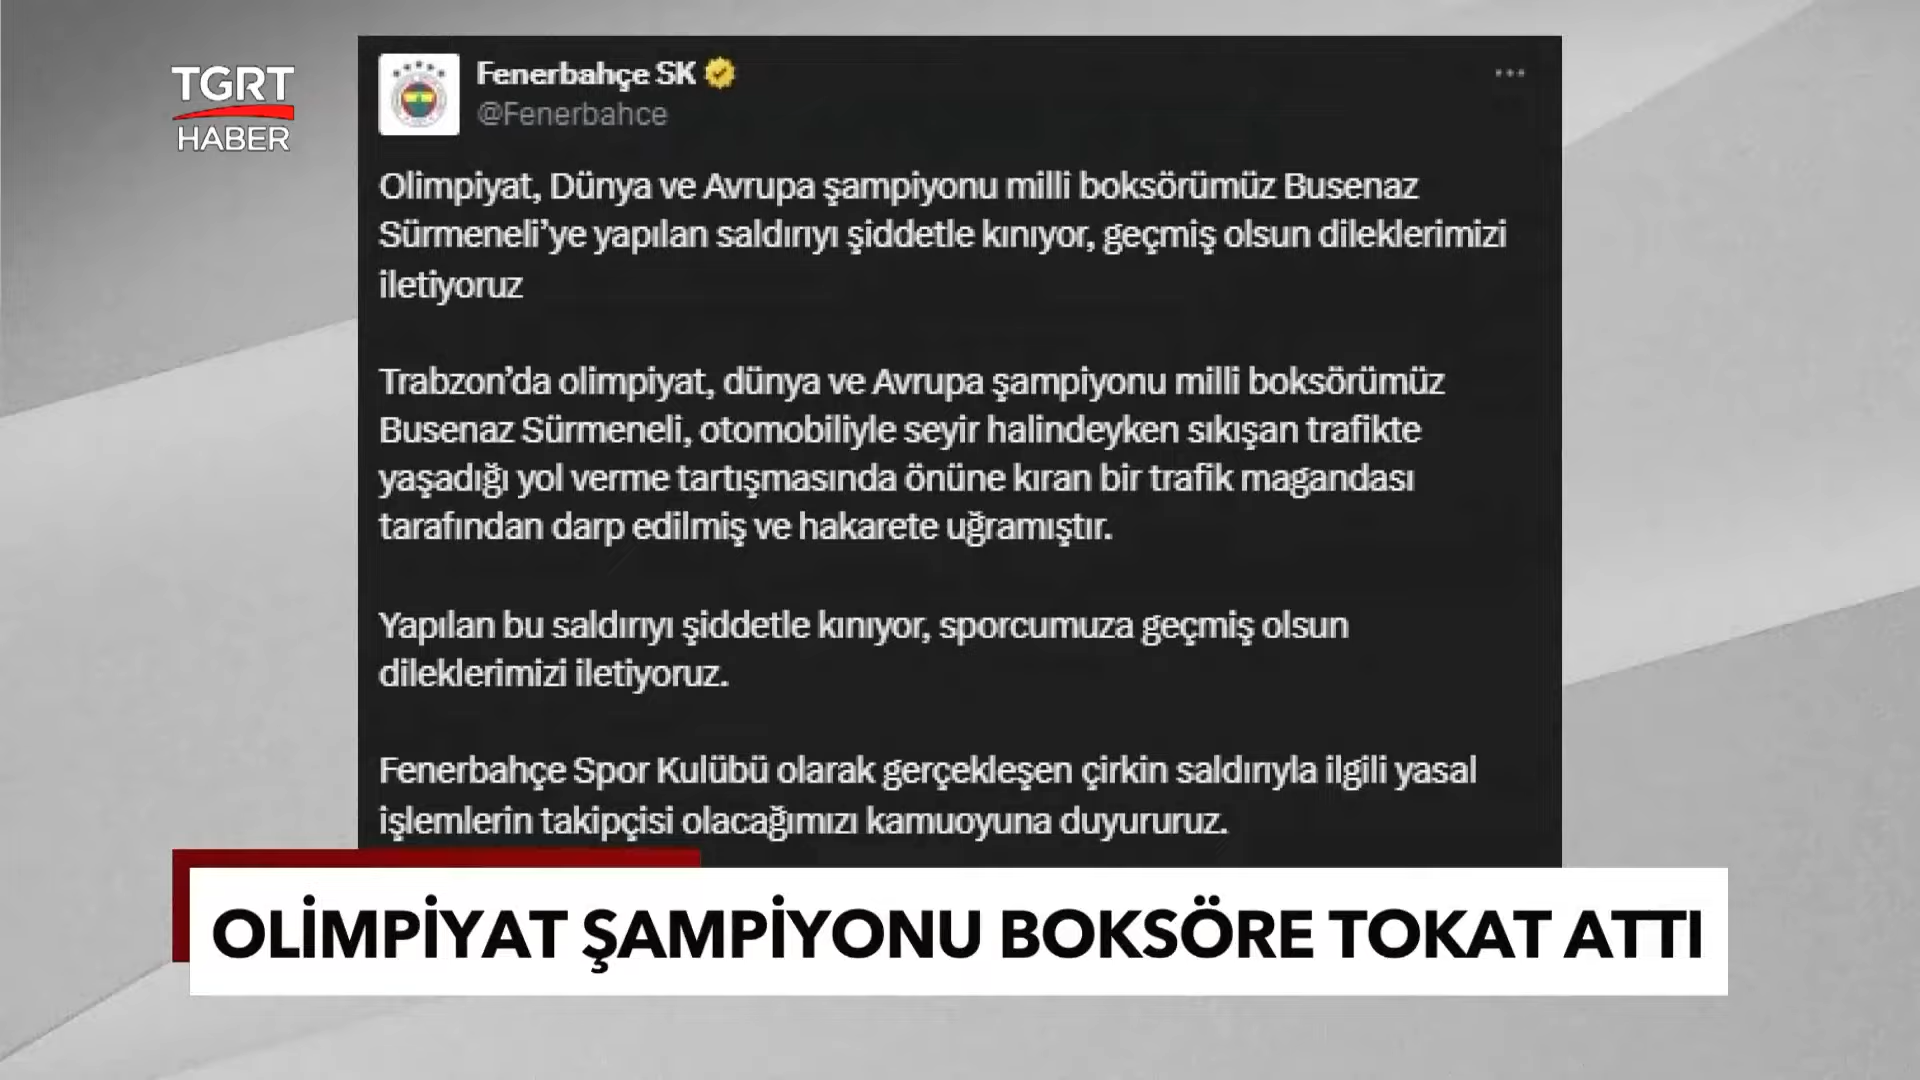 TGRT
HABER
Fenerbahçe SK
@Fenerbahce
Olimpiyat, Dünya ve Avrupa şampiyonu milli boksörümüz Busenaz
Sürmeneli’ye yapılan saldırıyı şiddetle kınıyor, geçmiş olsun dileklerimizi
iletiyoruz
Trabzon’da olimpiyat, dünya ve Avrupa şampiyonu milli boksörümüz
Busenaz Sürmeneli, otomobiliyle seyir halindeyken sıkışan trafikte
yaşadığı yol verme tartışmasında önüne kıran bir trafik magandası
tarafından darp edilmiş ve hakarete uğramıştır.
Yapılan bu saldırıyı şiddetle kınıyor, sporcumuza geçmiş olsun
dileklerimizi iletiyoruz.
Fenerbahçe Spor Kulübü olarak gerçekleşen çirkin saldırıyla ilgili yasal
işlemlerin takipçisi olacağımızı kamuoyuna duyururuz.
OLİMPİYAT ŞAMPİYONU BOKSÖRE TOKAT ATTI